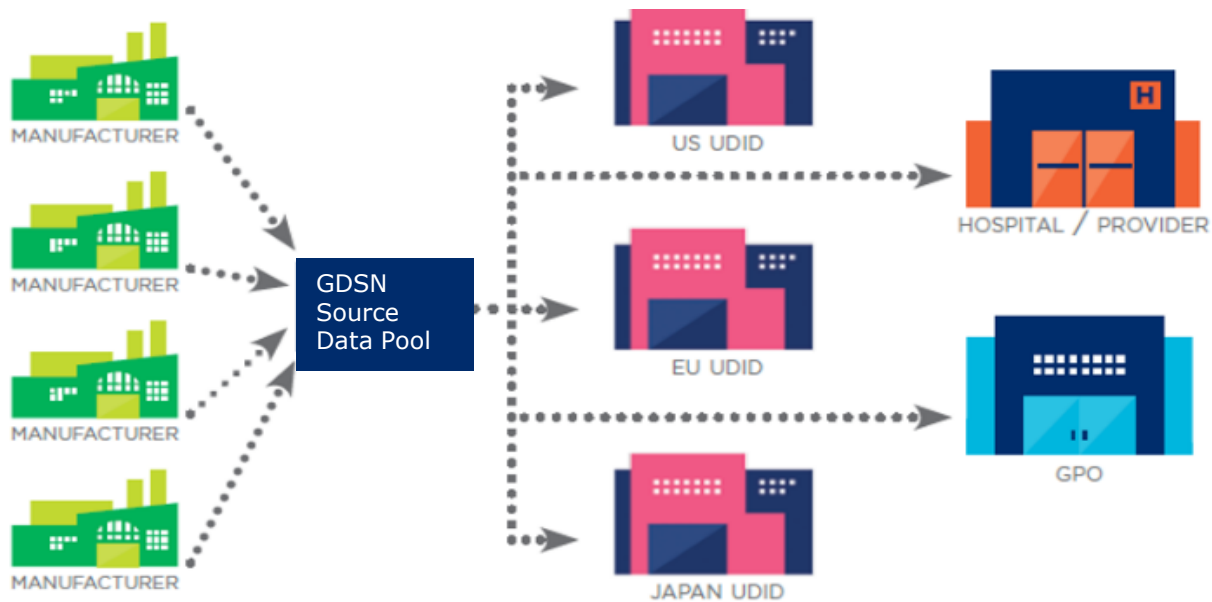 MANUFACTURER
MANUFACTURER
MANUFACTURER
MANUFACTURER
GDSN
Source
Data Pool
US UDID
EU UDID
JAPAN UDID
H
HOSPITAL / PROVIDER
GPO